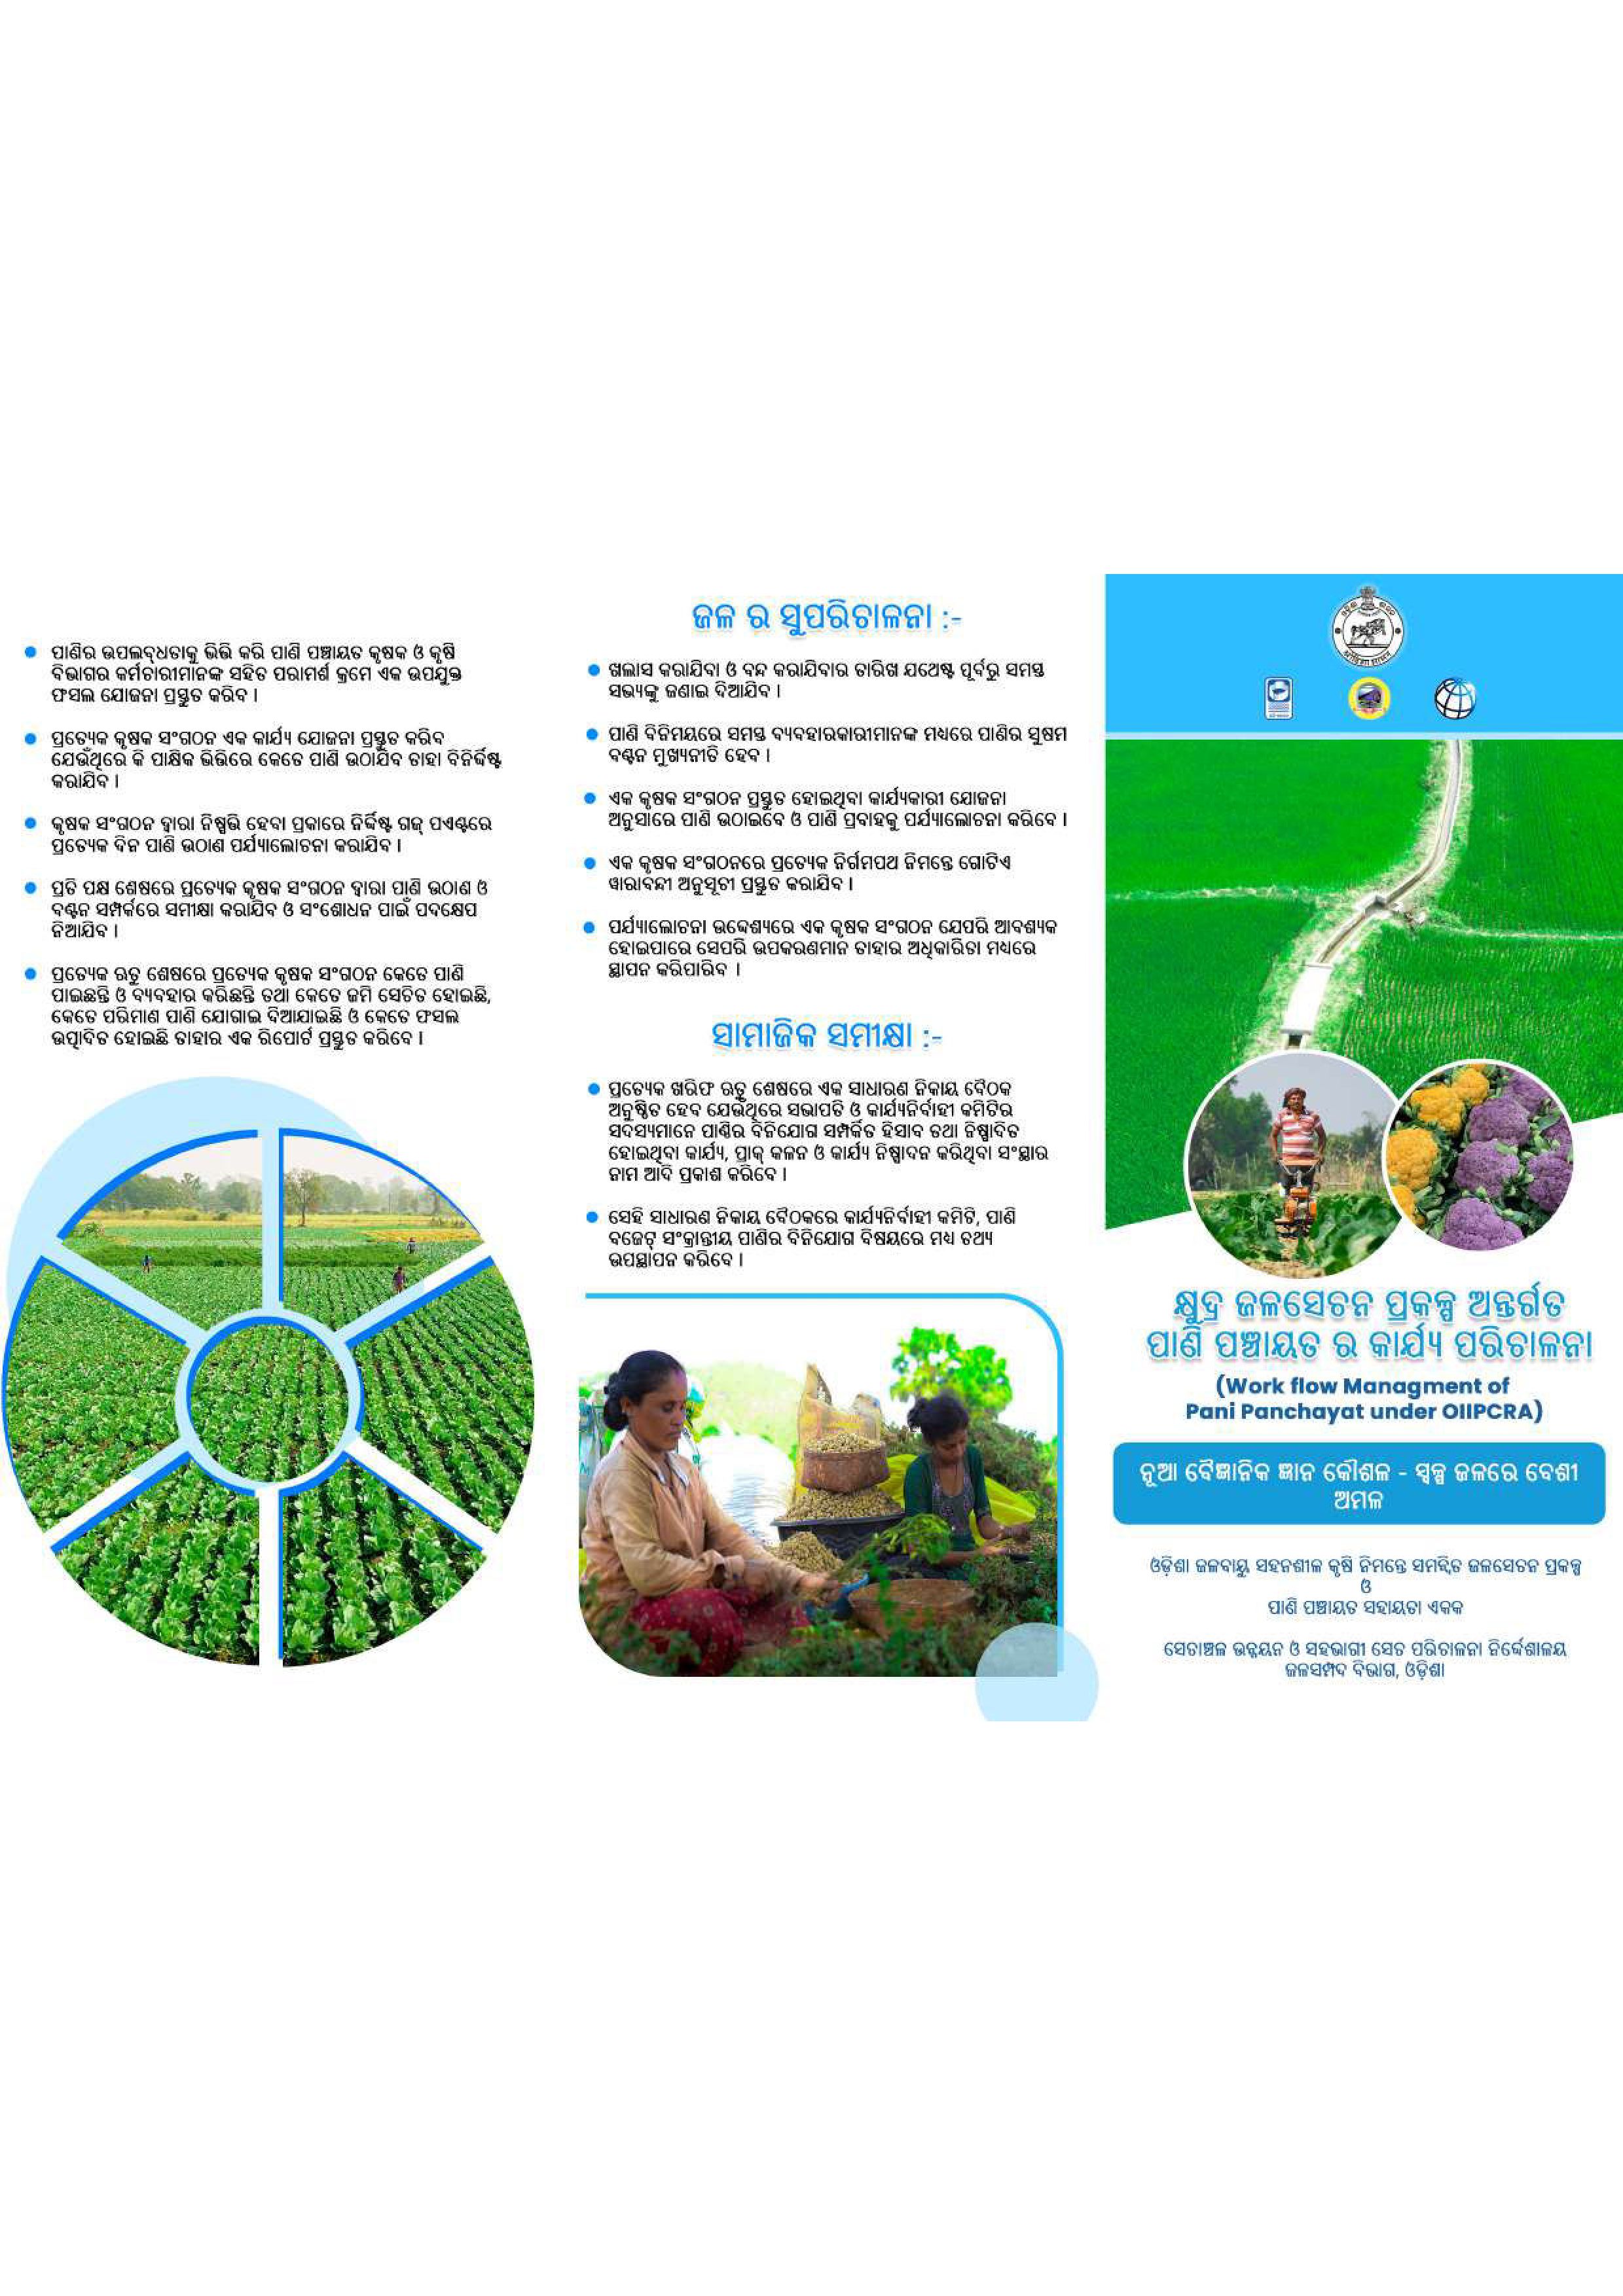 ପାଣିର ଉପଲବ୍ଧତାକୁ ଭିତ୍ତି କରି ପାଣି ପଞ୍ଚାୟତ କୃଷକ ଓ କୃଷି
ବିଭାଗର କର୍ମଚାରୀମାନଙ୍କ ସହିତ ପରାମର୍ଶ କ୍ରମେ ଏକ ଉପଯୁକ୍ତ
ଫସଲ ଯୋଜନା ପ୍ରସ୍ତୁତ କରିବ ।
ପ୍ରତ୍ୟେକ କୃଷକ ସଂଗଠନ ଏକ କାର୍ଯ୍ୟ ଯୋଜନା ପ୍ରସ୍ତୁତ କରିବ
ଯେଉଁଥିରେ କି ପାକ୍ଷିକ ଭିତ୍ତିରେ କେତେ ପାଣି ଉଠାଯିବ ତାହା ବିନିର୍ଦ୍ଦିଷ୍ଟ
କରାଯିବ ।
କୃଷକ ସଂଗଠନ ଦ୍ୱାରା ନିଷ୍ପତ୍ତି ହେବା ପ୍ରକାରେ ନିର୍ଦ୍ଦିଷ୍ଟ ଗଜ୍ ପଏଣ୍ଟରେ
ପ୍ରତ୍ୟେକ ଦିନ ପାଣି ଉଠାଣ ପର୍ଯ୍ୟାଲୋଚନା କରାଯିବ ।
ପ୍ରତି ପକ୍ଷ ଶେଷରେ ପ୍ରତ୍ୟେକ କୃଷକ ସଂଗଠନ ଦ୍ୱାରା ପାଣି ଉଠାଣ ଓ
ବଣ୍ଟନ ସମ୍ପର୍କରେ ସମୀକ୍ଷା କରାଯିବ ଓ ସଂଶୋଧନ ପାଇଁ ପଦକ୍ଷେପ
ନିଆଯିବ ।
ପ୍ରତ୍ୟେକ ଋତୁ ଶେଷରେ ପ୍ରତ୍ୟେକ କୃଷକ ସଂଗଠନ କେତେ ପାଣି
ପାଇଛନ୍ତି ଓ ବ୍ୟବହାର କରିଛନ୍ତି ତଥା କେତେ ଜମି ସେଚିତ ହୋଇଛି,
କେତେ ପରିମାଣ ପାଣି ଯୋଗାଇ ଦିଆଯାଇଛି ଓ କେତେ ଫସଲ
ଉତ୍ପାଦିତ ହୋଇଛି ତାହାର ଏକ ରିପୋର୍ଟ ପ୍ରସ୍ତୁତ କରିବେ ।
ଜଳ ର ସୁପରିଚାଳନା :-
ଖଲାସ କରାଯିବା ଓ ବନ୍ଦ କରାଯିବାର ତାରିଖ ଯଥେଷ୍ଟ ପୂର୍ବରୁ ସମସ୍ତ
ସଭ୍ୟଙ୍କୁ ଜଣାଇ ଦିଆଯିବ ।
ପାଣି ବିନିମୟରେ ସମସ୍ତ ବ୍ୟବହାରକାରୀମାନଙ୍କ ମଧ୍ୟରେ ପାଣିର ସୁଷମ
ବଣ୍ଟନ ମୁଖ୍ୟନୀତି ହେବ ।
ଏକ କୃଷକ ସଂଗଠନ ପ୍ରସ୍ତୁତ ହୋଇଥିବା କାର୍ଯ୍ୟକାରୀ ଯୋଜନା
ଅନୁସାରେ ପାଣି ଉଠାଇବେ ଓ ପାଣି ପ୍ରବାହକୁ ପର୍ଯ୍ୟାଲୋଚନା କରିବେ ।
ଏକ କୃଷକ ସଂଗଠନରେ ପ୍ରତ୍ୟେକ ନିର୍ଗମପଥ ନିମନ୍ତେ ଗୋଟିଏ
ୱାରାବନ୍ଦୀ ଅନୁସୂଚୀ ପ୍ରସ୍ତୁତ କରାଯିବ ।
ପର୍ଯ୍ୟାଲୋଚନା ଉଦ୍ଦେଶ୍ୟରେ ଏକ କୃଷକ ସଂଗଠନ ଯେପରି ଆବଶ୍ୟକ
ହୋଇପାରେ ସେପରି ଉପକରଣମାନ ତାହାର ଅଧିକାରିତା ମଧ୍ୟରେ
ସ୍ଥାପନ କରିପାରିବ ।
ସାମାଜିକ ସମୀକ୍ଷା :-
ପ୍ରତ୍ୟେକ ଖରିଫ ଋତୁ ଶେଷରେ ଏକ ସାଧାରଣ ନିକାୟ ବୈଠକ
ଅନୁଷ୍ଠିତ ହେବ ଯେଉଁଥିରେ ସଭାପତି ଓ କାର୍ଯ୍ୟନିର୍ବାହୀ କମିଟିର
ସଦସ୍ୟମାନେ ପାଣ୍ଠିର ବିନିଯୋଗ ସମ୍ପର୍କିତ ହିସାବ ତଥା ନିଷ୍ପାଦିତ
ହୋଇଥିବା କାର୍ଯ୍ୟ, ପ୍ରାକ୍ କଳନ ଓ କାର୍ଯ୍ୟ ନିଷ୍ପାଦନ କରିଥିବା ସଂସ୍ଥାର
ନାମ ଆଦି ପ୍ରକାଶ କରିବେ ।
ସେହି ସାଧାରଣ ନିକାୟ ବୈଠକରେ କାର୍ଯ୍ୟନିର୍ବାହୀ କମିଟି, ପାଣି
ବଜେଟ୍ ସଂକ୍ରାନ୍ତୀୟ ପାଣିର ବିନିଯୋଗ ବିଷୟରେ ମଧ୍ୟ ତଥ୍ୟ
ଉପସ୍ଥାପନ କରିବେ ।
କ୍ଷୁଦ୍ର ଜଳସେଚନ ପ୍ରକଳ୍ପ ଅନ୍ତର୍ଗତ
ପାଣି ପଞ୍ଚାୟତ ର କାର୍ଯ୍ୟ ପରିଚାଳନା
(Work flow Managment of
Pani Panchayat under OIIPCRA)
ନୂଆ ବୈଜ୍ଞାନିକ ଜ୍ଞାନ କୌଶଳ - ସ୍ୱଳ୍ପ ଜଳରେ ବେଶୀ
ଅମଳ
ଓଡ଼ିଶା ଜଳବାୟୁ ସହନଶୀଳ କୃଷି ନିମନ୍ତେ ସମନ୍ୱିତ ଜଳସେଚନ ପ୍ରକଳ୍ପ
ଓ
ପାଣି ପଞ୍ଚାୟତ ସହାୟତା ଏକକ
ସେଚାଞ୍ଚଳ ଉନ୍ନୟନ ଓ ସହଭାଗୀ ସେଚ ପରିଚାଳନା ନିର୍ଦ୍ଦେଶାଳୟ
ଜଳସମ୍ପଦ ବିଭାଗ, ଓଡ଼ିଶା